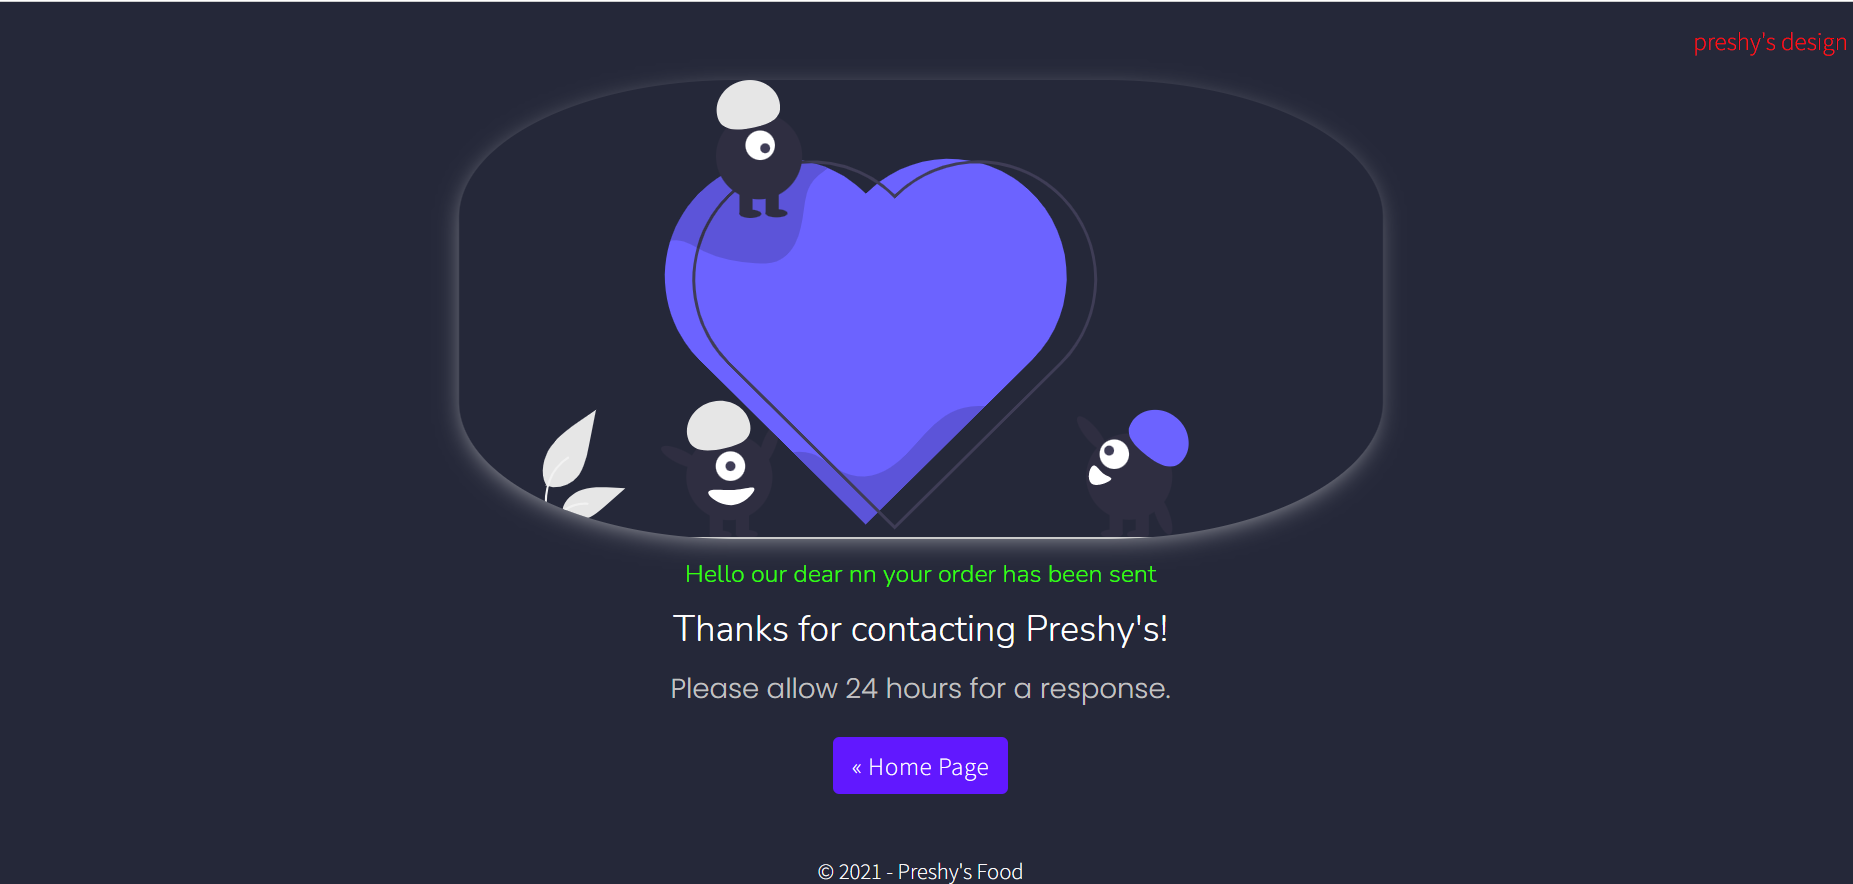 preshy's design
Hello our dear nn your order has been sent
Thanks for contacting Preshy's!
Please allow 24 hours for a response.
« Home Page
© 2021 - Preshy's Food